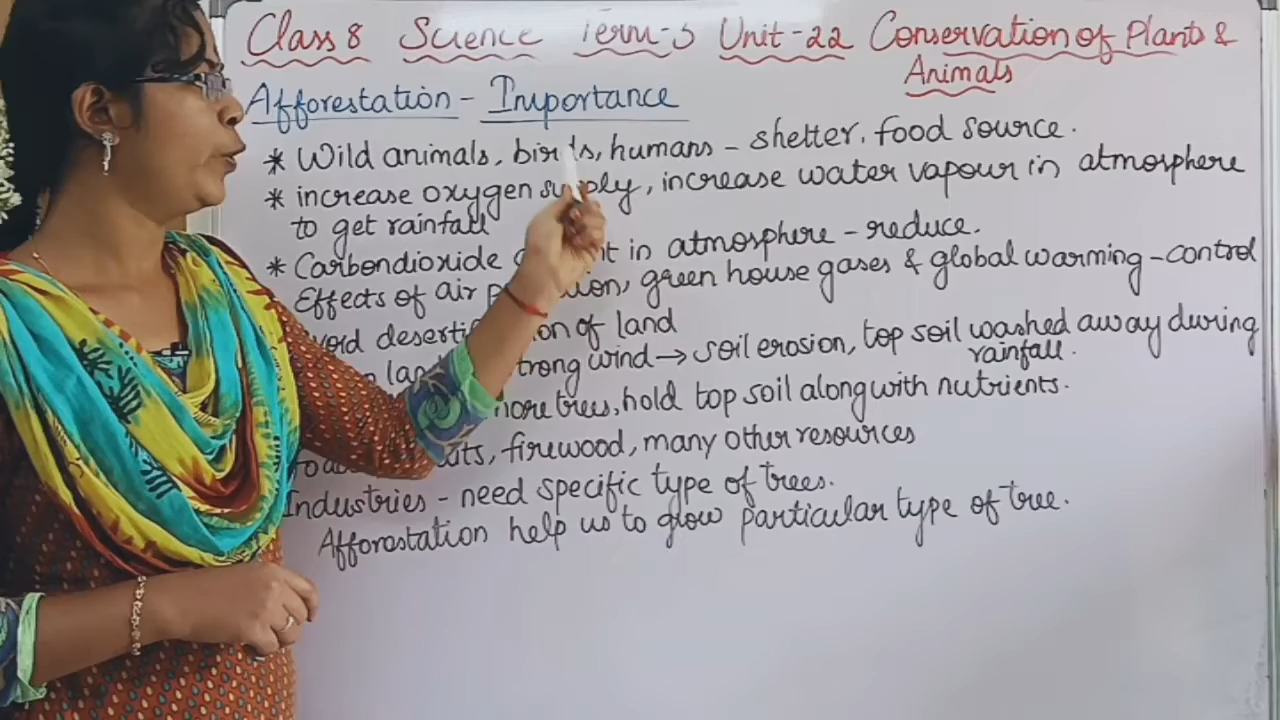 Class 8 Science Term-3 Unit-22 Conservation of Plants &
Animals
Afforestation - Importance
* Wild animals, birds, humans - shelter, food source.
* increase oxygen supply, increase water vapour in atmosphere
to get rainfall
* Carbondioxide in atmosphere - reduce.
Effects of air pollution, green house gases & global warming - control
desertification of land
strong wind → soil erosion, top soil washed away during
rainfall.
more trees, hold top soil along with nutrients.
firewood, many other resources
Industries - need specific type of trees.
Afforestation help us to glow particular type of tree.